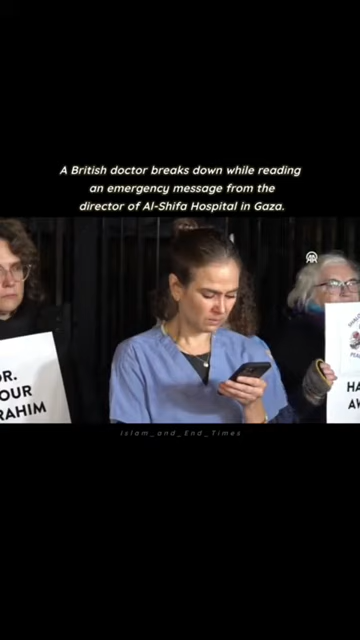 A British doctor breaks down while reading
an emergency message from the
director of Al-Shifa Hospital in Gaza.
DR.
OUR
RAHIM
HA
AW
Islam_and_End_Times